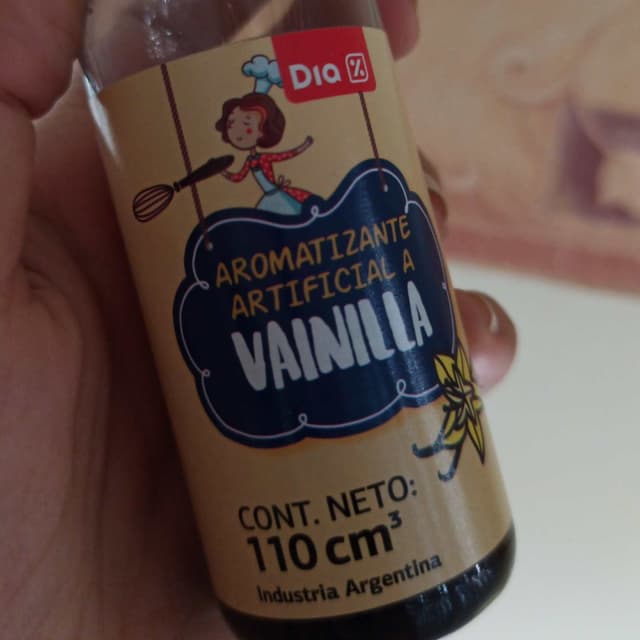 Dia %
AROMATIZANTE
ARTIFICIAL A
VAINILLA
CONT. NETO:
110 cm³
Industria Argentina